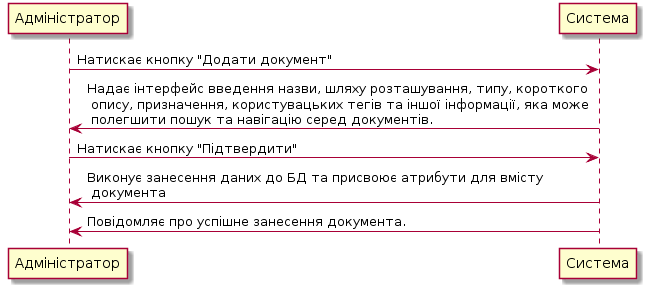 Адміністратор
Система
Натискає кнопку "Додати документ"
Надає інтерфейс введення назви, шляху розташування, типу, короткого
опису, призначення, користувацьких тегів та іншої інформації, яка може
полегшити пошук та навігацію серед документів.
Натискає кнопку "Підтвердити"
Виконує занесення даних до БД та присвоює атрибути для вмісту
документа
Повідомляє про успішне занесення документа.
Адміністратор
Система